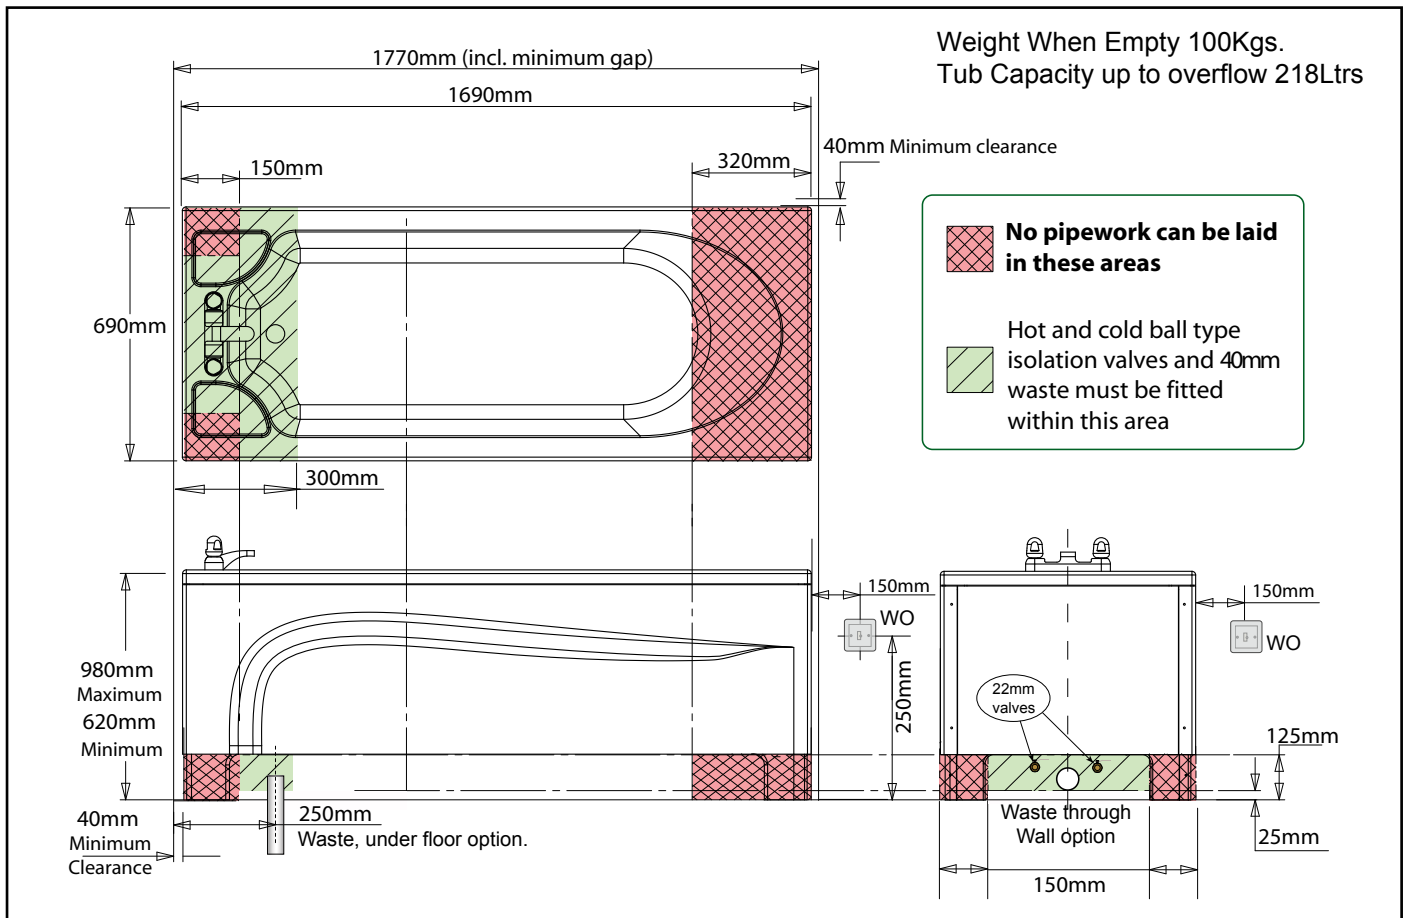 Weight When Empty 100Kgs.
Tub Capacity up to overflow 218Ltrs
1770mm (incl. minimum gap)
1690mm
40mm Minimum clearance
150mm
320mm
No pipework can be laid
in these areas
690mm
Hot and cold ball type
isolation valves and 40mm
waste must be fitted
within this area
300mm
150mm
WO
150mm
WO
980mm
Maximum
620mm
Minimum
250mm
22mm
valves
125mm
40mm
Minimum
Clearance
250mm
Waste, under floor option.
Waste through
Wall option
25mm
150mm